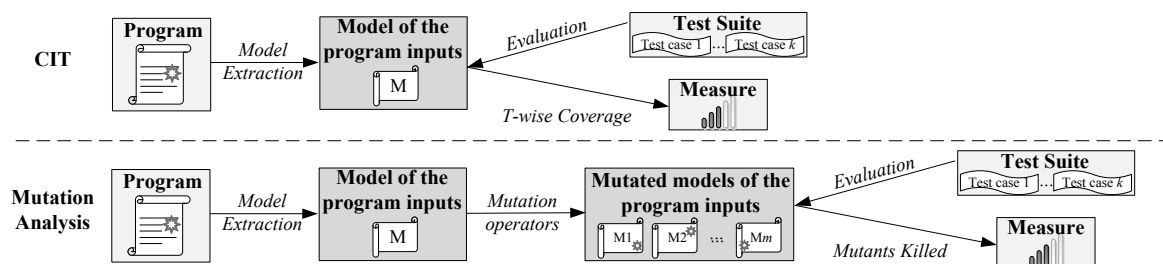 CIT
Program
Model
Extraction
Model of the
program inputs
M
Evaluation
Test Suite
Test case 1 ... Test case k
T-wise Coverage
Measure
Mutation
Analysis
Program
Model
Extraction
Model of the
program inputs
M
Mutation
operators
Mutated models of the
program inputs
M1 M2 ... Mm
Evaluation
Test Suite
Test case 1 ... Test case k
Mutants Killed
Measure